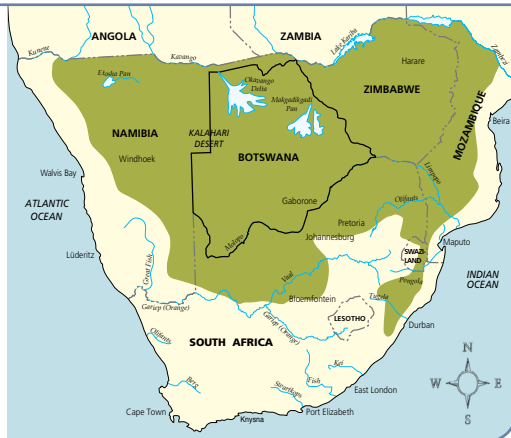 ANGOLA
ZAMBIA
Kunene
Kavango
Lake Kariba
Zambezi
Etosha Pan
Okavango
Delta
Makgadikgadi
Pan
Harare
ZIMBABWE
MOZAMBIQUE
Beira
NAMIBIA
KALAHARI
DESERT
BOTSWANA
Windhoek
Walvis Bay
Limpopo
ATLANTIC
OCEAN
Gaborone
Olifants
Pretoria
Johannesburg
Molopo
Maputo
SWAZI-
LAND
Lüderitz
Great Fish
Vaal
INDIAN
OCEAN
Pongola
Bloemfontein
Tugela
Gariep (Orange)
Gariep (Orange)
LESOTHO
Durban
Olifants
SOUTH AFRICA
Kei
Berg
Fish
East London
Cape Town
Knysna
Port Elizabeth
N
W
E
S